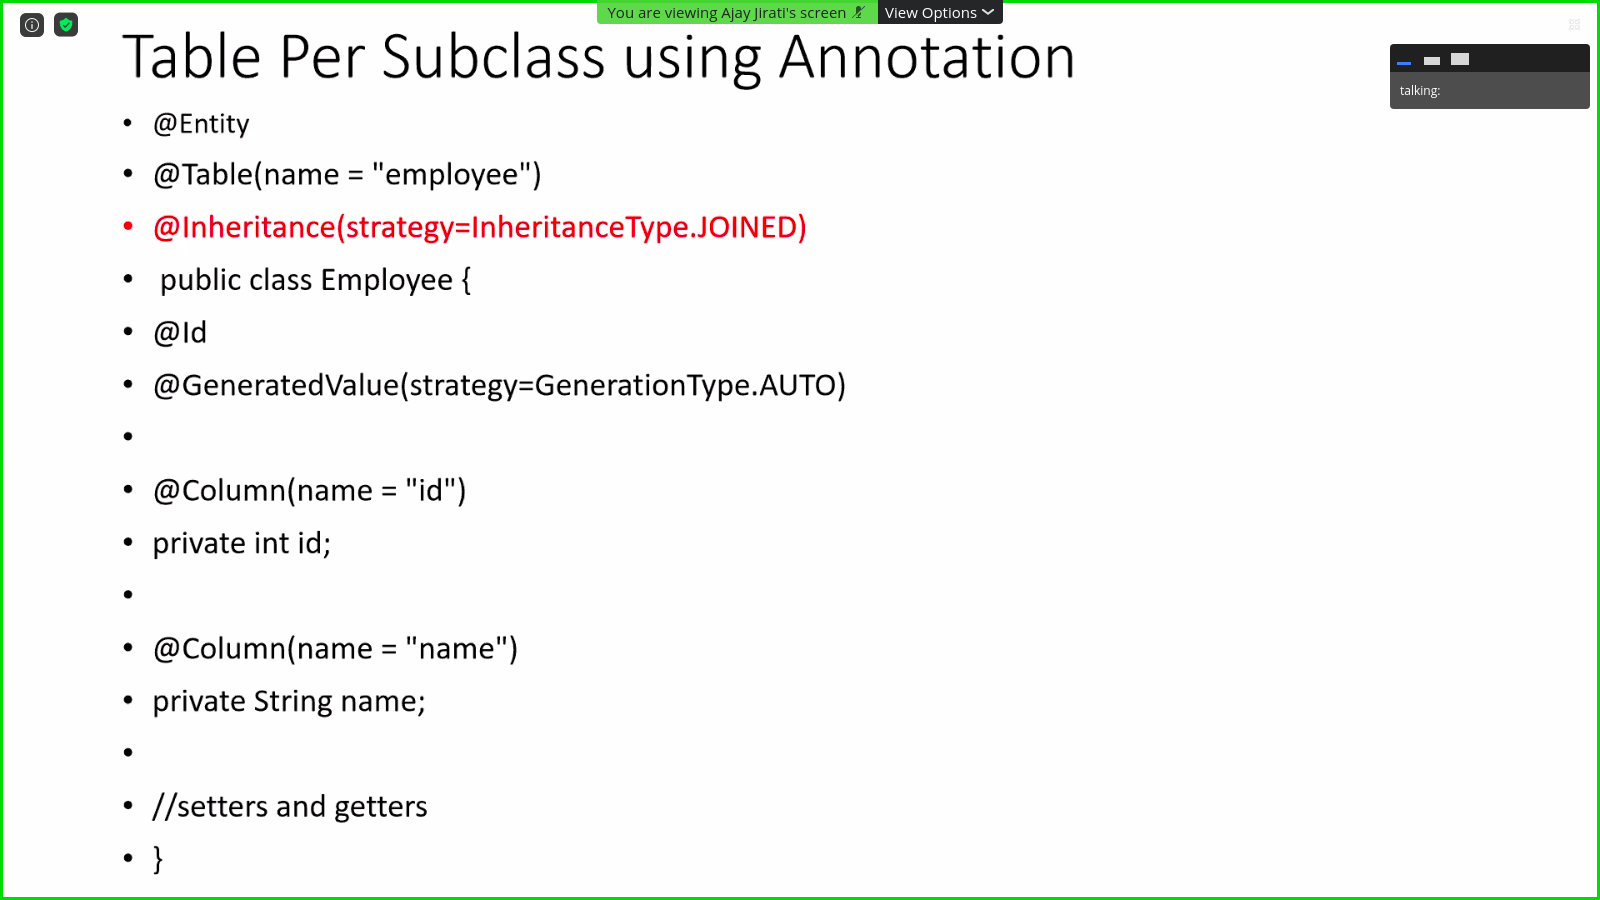 You are viewing Ajay Jirati's screen View Options
Table Per Subclass using Annotation
talking:
• @Entity
• @Table(name = "employee")
• @Inheritance(strategy=InheritanceType.JOINED)
• public class Employee {
• @Id
• @GeneratedValue(strategy=GenerationType.AUTO)
•
• @Column(name = "id")
• private int id;
•
• @Column(name = "name")
• private String name;
•
• //setters and getters
• }